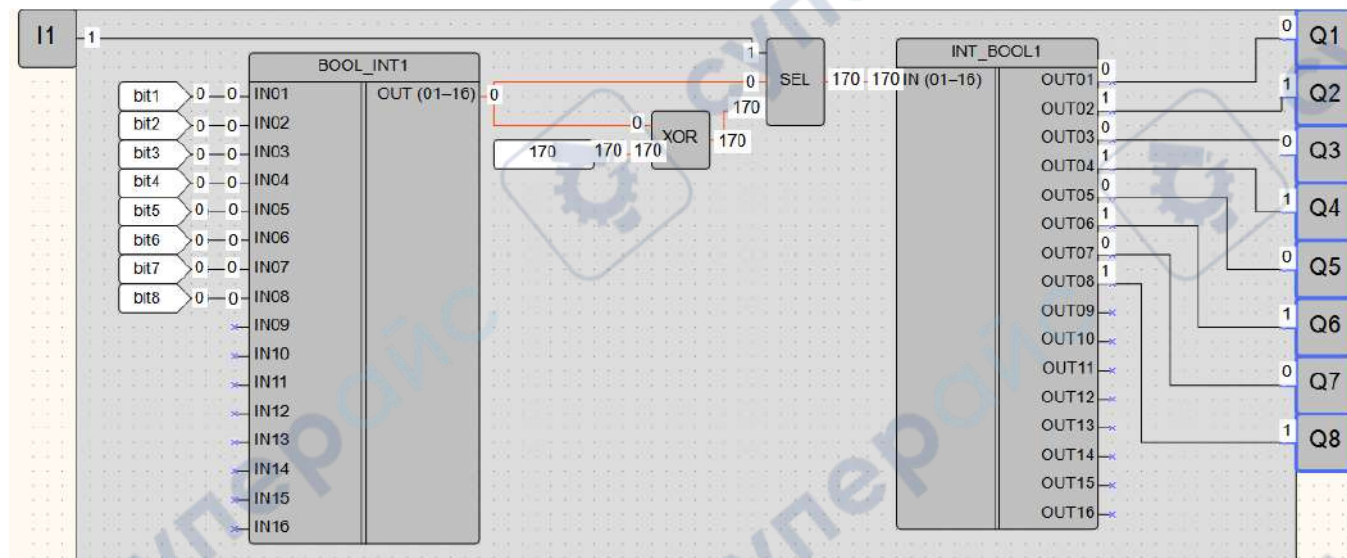 I1
1
BOOL_INT1
bit1 0 0 IN01 OUT (01–16) 0
bit2 0 0 IN02
bit3 0 0 IN03
bit4 0 0 IN04
bit5 0 0 IN05
bit6 0 0 IN06
bit7 0 0 IN07
bit8 0 0 IN08
IN09
IN10
IN11
IN12
IN13
IN14
IN15
IN16
170 170 170
0 XOR 170
170
1
0 SEL 170
INT_BOOL1
170 IN (01–16) OUT01 0
OUT02 1
OUT03 0
OUT04 1
OUT05 0
OUT06 1
OUT07 0
OUT08 1
OUT09
OUT10
OUT11
OUT12
OUT13
OUT14
OUT15
OUT16
0 Q1
1 Q2
0 Q3
1 Q4
0 Q5
1 Q6
0 Q7
1 Q8
суперайс